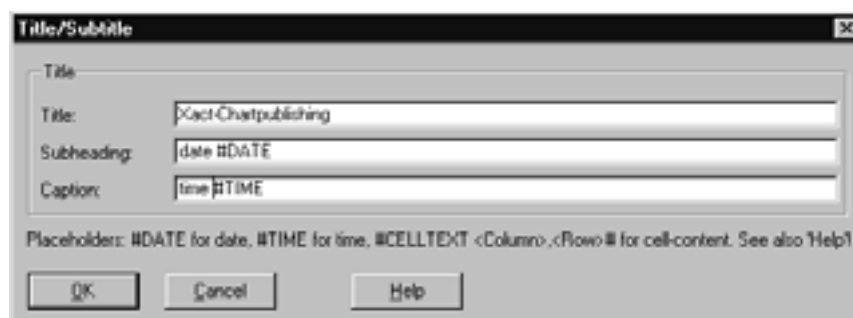 Title/Subtitle
Title
Title: Xact-Chartpublishing
Subheading: date #DATE
Caption: time #TIME
Placeholders: #DATE for date, #TIME for time, #CELLTEXT <Column>,<Row># for cell-content. See also 'Help'!
OK Cancel Help